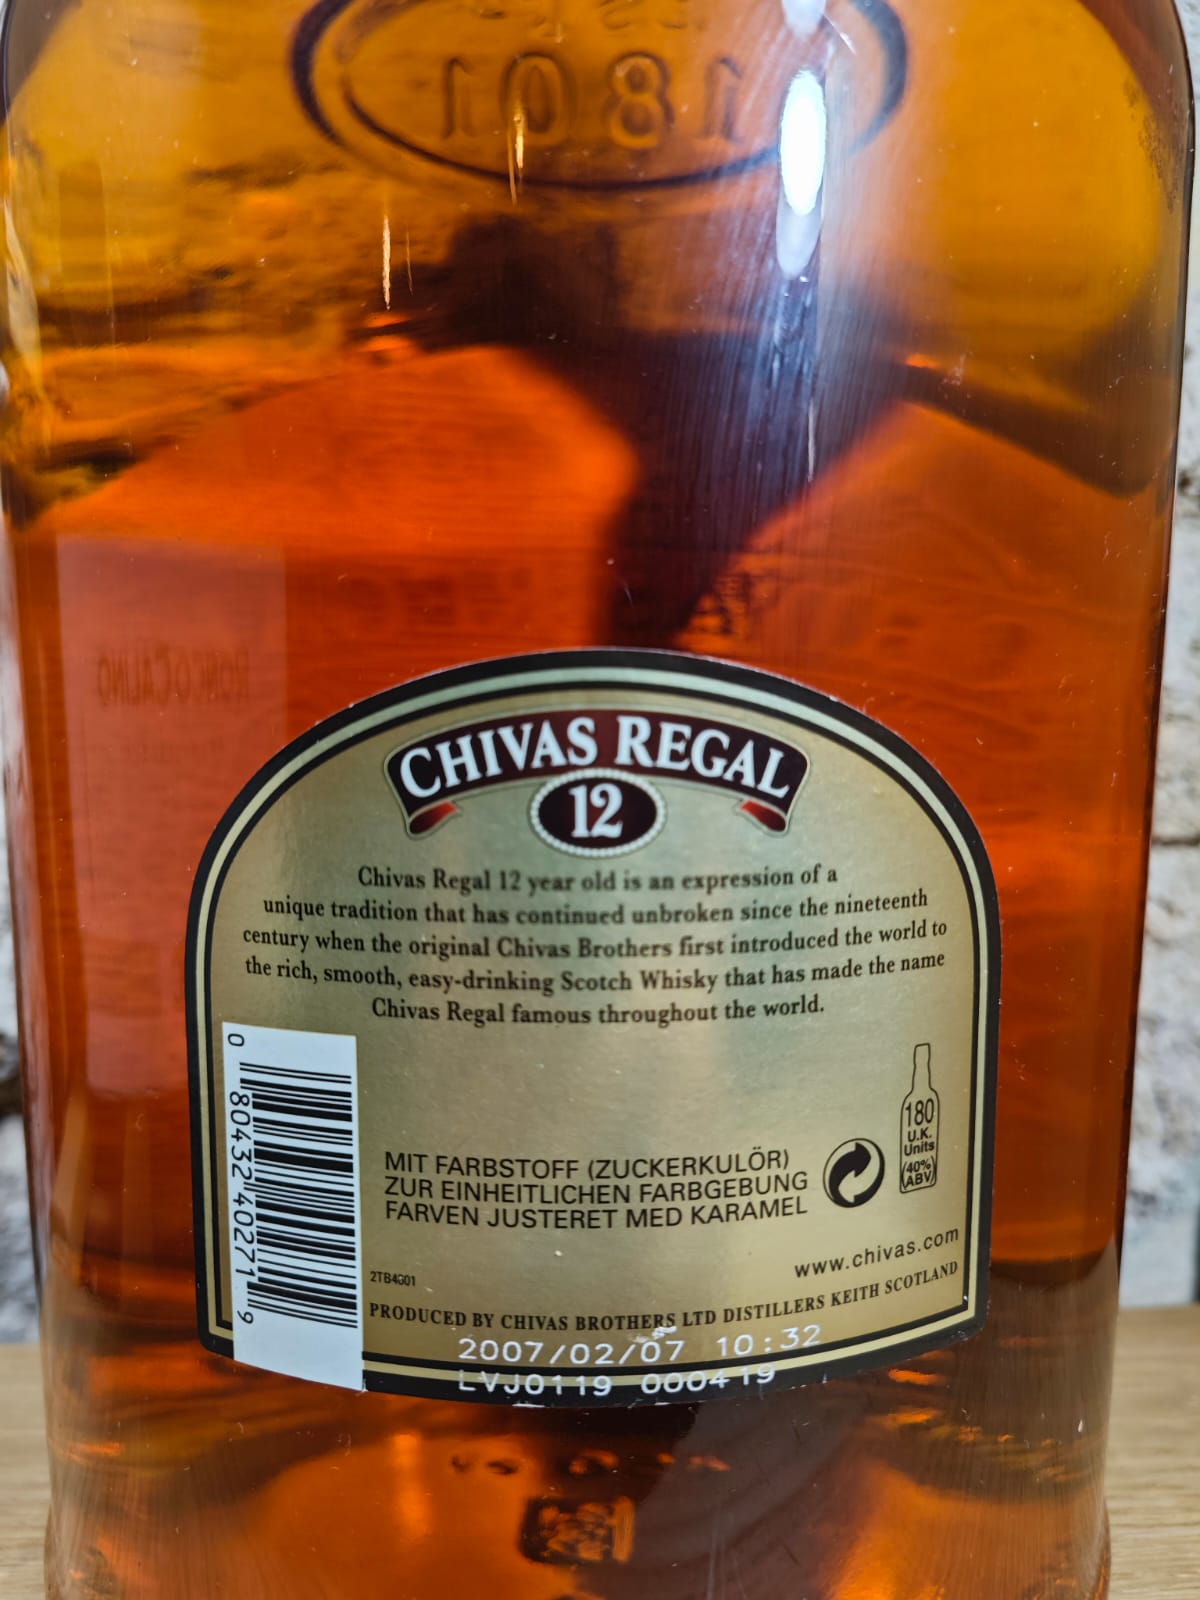 1801
RONCOCALINO
CHIVAS REGAL
12
Chivas Regal 12 year old is an expression of a
unique tradition that has continued unbroken since the nineteenth
century when the original Chivas Brothers first introduced the world to
the rich, smooth, easy-drinking Scotch Whisky that has made the name
Chivas Regal famous throughout the world.
0 80432 40271 9
180
U.K.
Units
(40%
ABV)
MIT FARBSTOFF (ZUCKERKULÖR)
ZUR EINHEITLICHEN FARBGEBUNG
FARVEN JUSTERET MED KARAMEL
www.chivas.com
2TB4G01
PRODUCED BY CHIVAS BROTHERS LTD DISTILLERS KEITH SCOTLAND
2007/02/07 10:32
LVJ0119 000419